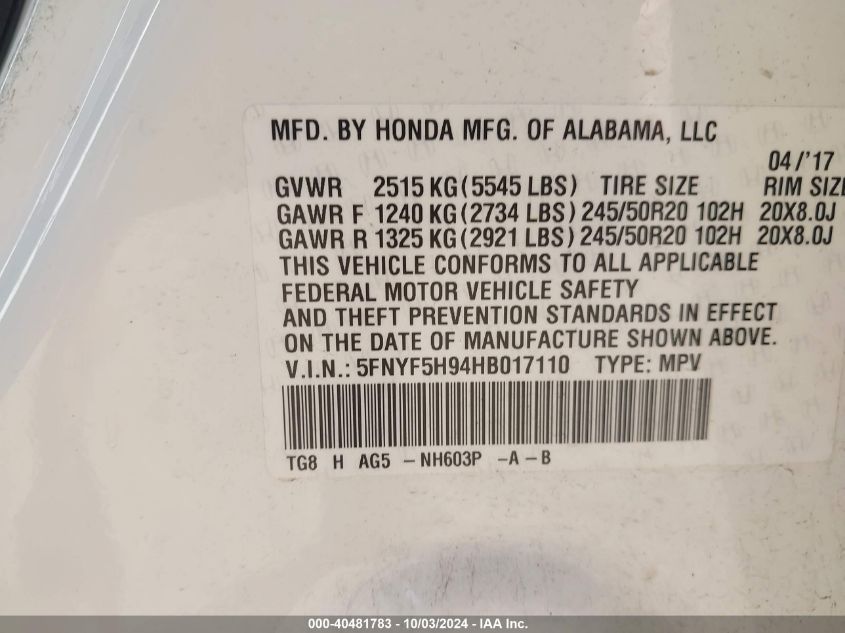 MFD. BY HONDA MFG. OF ALABAMA, LLC
04/'17
GVWR 2515 KG (5545 LBS) TIRE SIZE RIM SIZE
GAWR F 1240 KG (2734 LBS) 245/50R20 102H 20X8.0J
GAWR R 1325 KG (2921 LBS) 245/50R20 102H 20X8.0J
THIS VEHICLE CONFORMS TO ALL APPLICABLE
FEDERAL MOTOR VEHICLE SAFETY
AND THEFT PREVENTION STANDARDS IN EFFECT
ON THE DATE OF MANUFACTURE SHOWN ABOVE.
V.I.N.: 5FNYF5H94HB017110 TYPE: MPV
TG8 H AG5 – NH603P – A – B
000-40481783 - 10/03/2024 - IAA Inc.